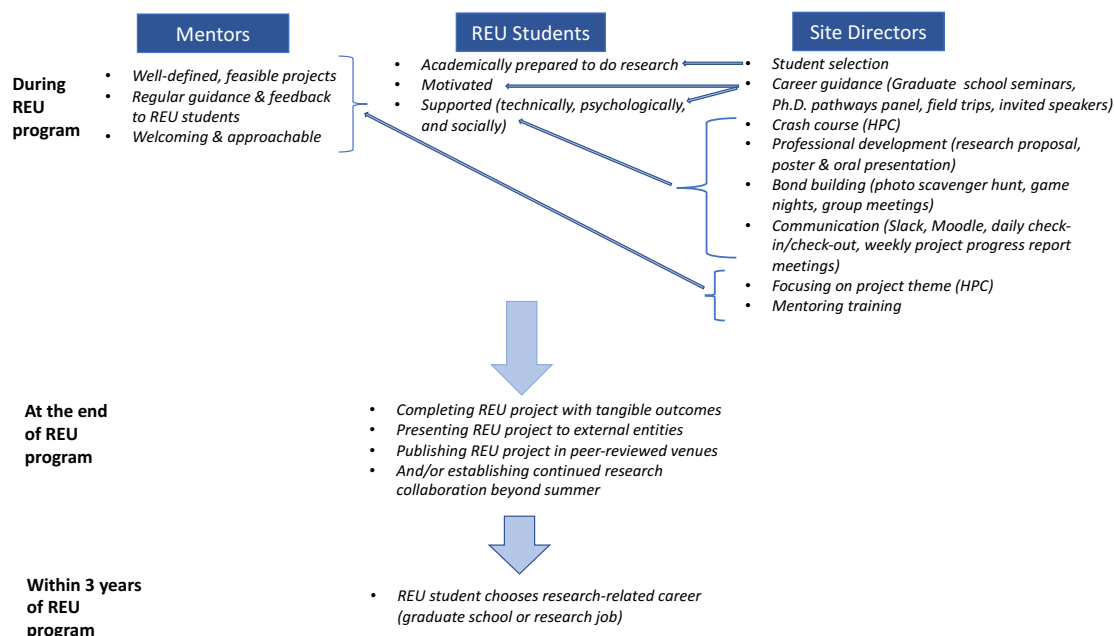 Mentors
REU Students
Site Directors
During
REU
program
• Well-defined, feasible projects
• Regular guidance & feedback
to REU students
• Welcoming & approachable
• Academically prepared to do research
• Motivated
• Supported (technically, psychologically,
and socially)
• Student selection
• Career guidance (Graduate school seminars,
Ph.D. pathways panel, field trips, invited speakers)
• Crash course (HPC)
• Professional development (research proposal,
poster & oral presentation)
• Bond building (photo scavenger hunt, game
nights, group meetings)
• Communication (Slack, Moodle, daily check-
in/check-out, weekly project progress report
meetings)
• Focusing on project theme (HPC)
• Mentoring training
At the end
of REU
program
• Completing REU project with tangible outcomes
• Presenting REU project to external entities
• Publishing REU project in peer-reviewed venues
• And/or establishing continued research
collaboration beyond summer
Within 3 years
of REU
program
• REU student chooses research-related career
(graduate school or research job)